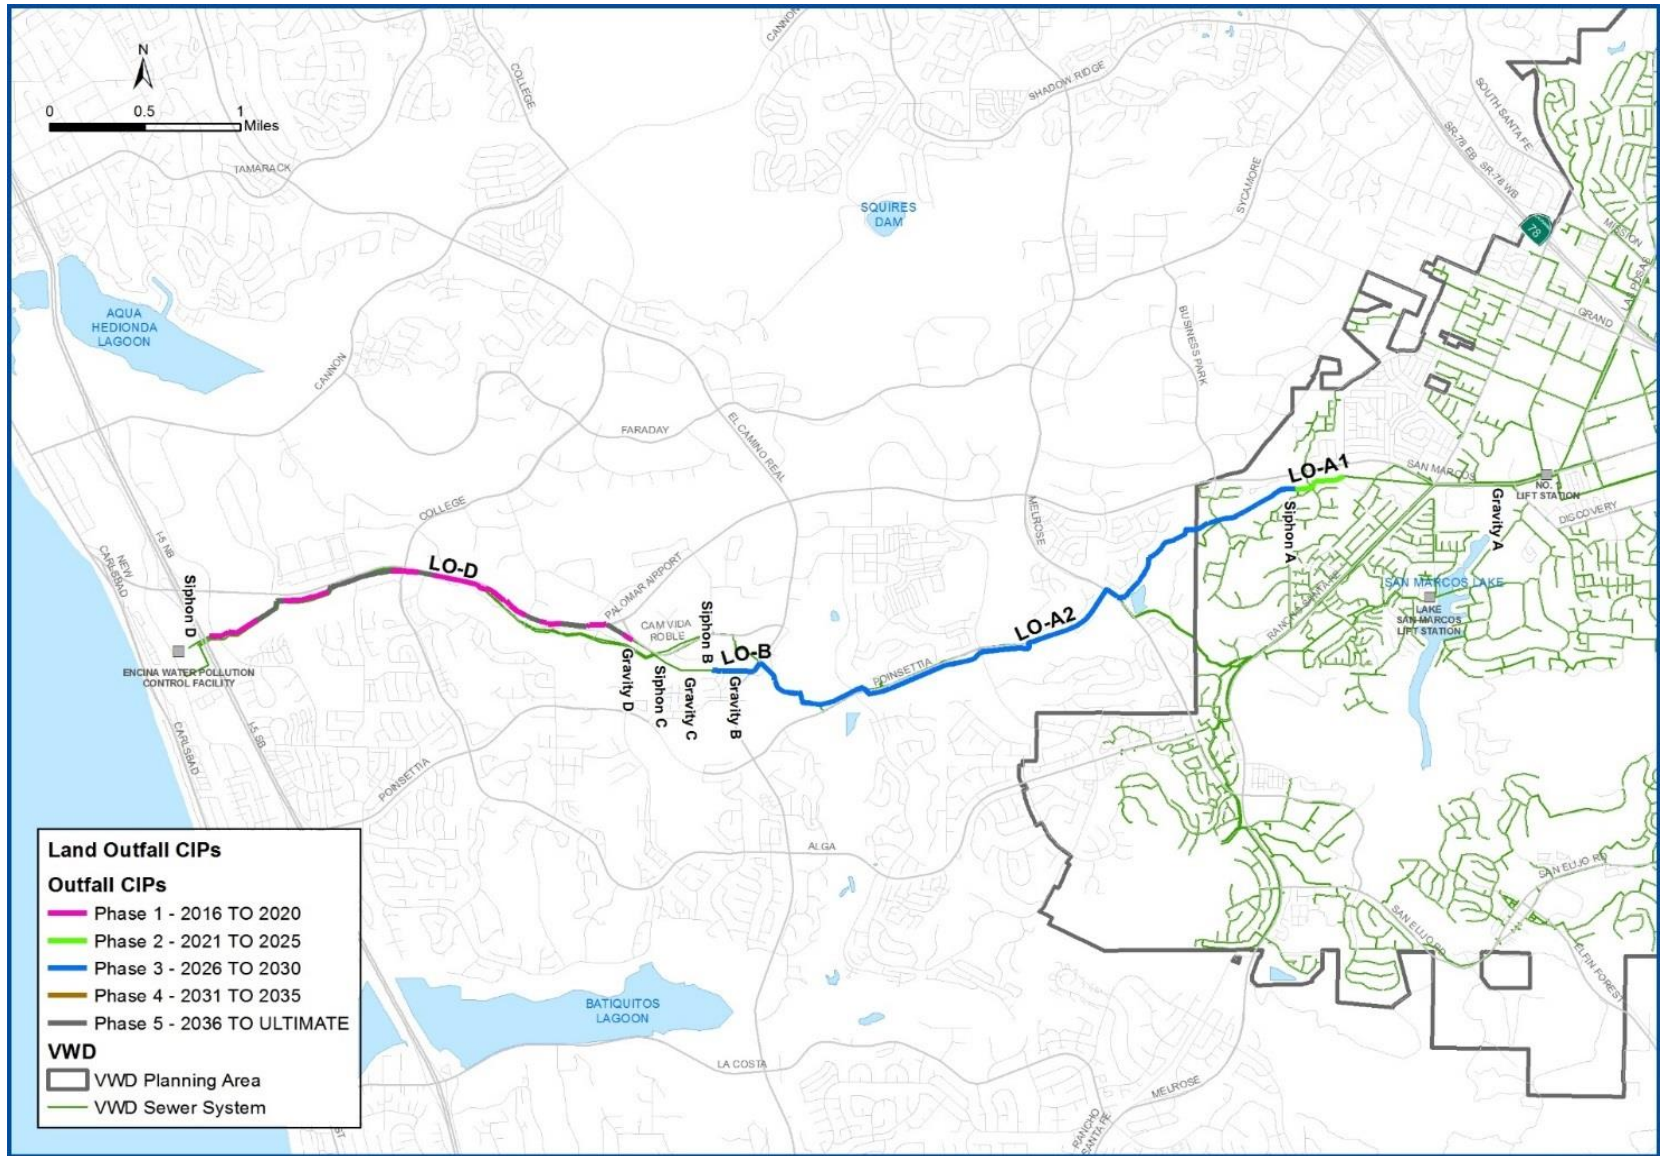 N
0 0.5 1
Miles
CANNON
COLLEGE
SHADOW RIDGE
SOUTH SANTA FE
SR-78 EB
SR-78 WB
TAMARACK
SYCAMORE
SQUIRES
DAM
78
MISSION
LAS POSAS
GRAND
AQUA
HEDIONDA
LAGOON
BUSINESS PARK
CANNON
EL CAMINO REAL
FARADAY
LO-A1
SAN MARCOS
NO. 1
LIFT STATION
Gravity A
DISCOVERY
Siphon A
MELROSE
COLLEGE
I-5 NB
NEW
CARLSBAD
LO-D
PALOMAR AIRPORT
Siphon D
SAN MARCOS LAKE
LAKE
SAN MARCOS
LIFT STATION
RANCHO SANTA FE
CAM VIDA
ROBLE
Siphon B
LO-A2
LO-B
POINSETTIA
ENCINA WATER POLLUTION
CONTROL FACILITY
Gravity D
Siphon C
Gravity C
Gravity B
CARLSBAD
I-5 SB
POINSETTIA
ALGA
SAN ELIJO RD
SAN ELIJO RD
ELFIN FOREST
BATIQUITOS
LAGOON
LA COSTA
MELROSE
RANCHO
SANTA FE
Land Outfall CIPs
Outfall CIPs
Phase 1 - 2016 TO 2020
Phase 2 - 2021 TO 2025
Phase 3 - 2026 TO 2030
Phase 4 - 2031 TO 2035
Phase 5 - 2036 TO ULTIMATE
VWD
VWD Planning Area
VWD Sewer System